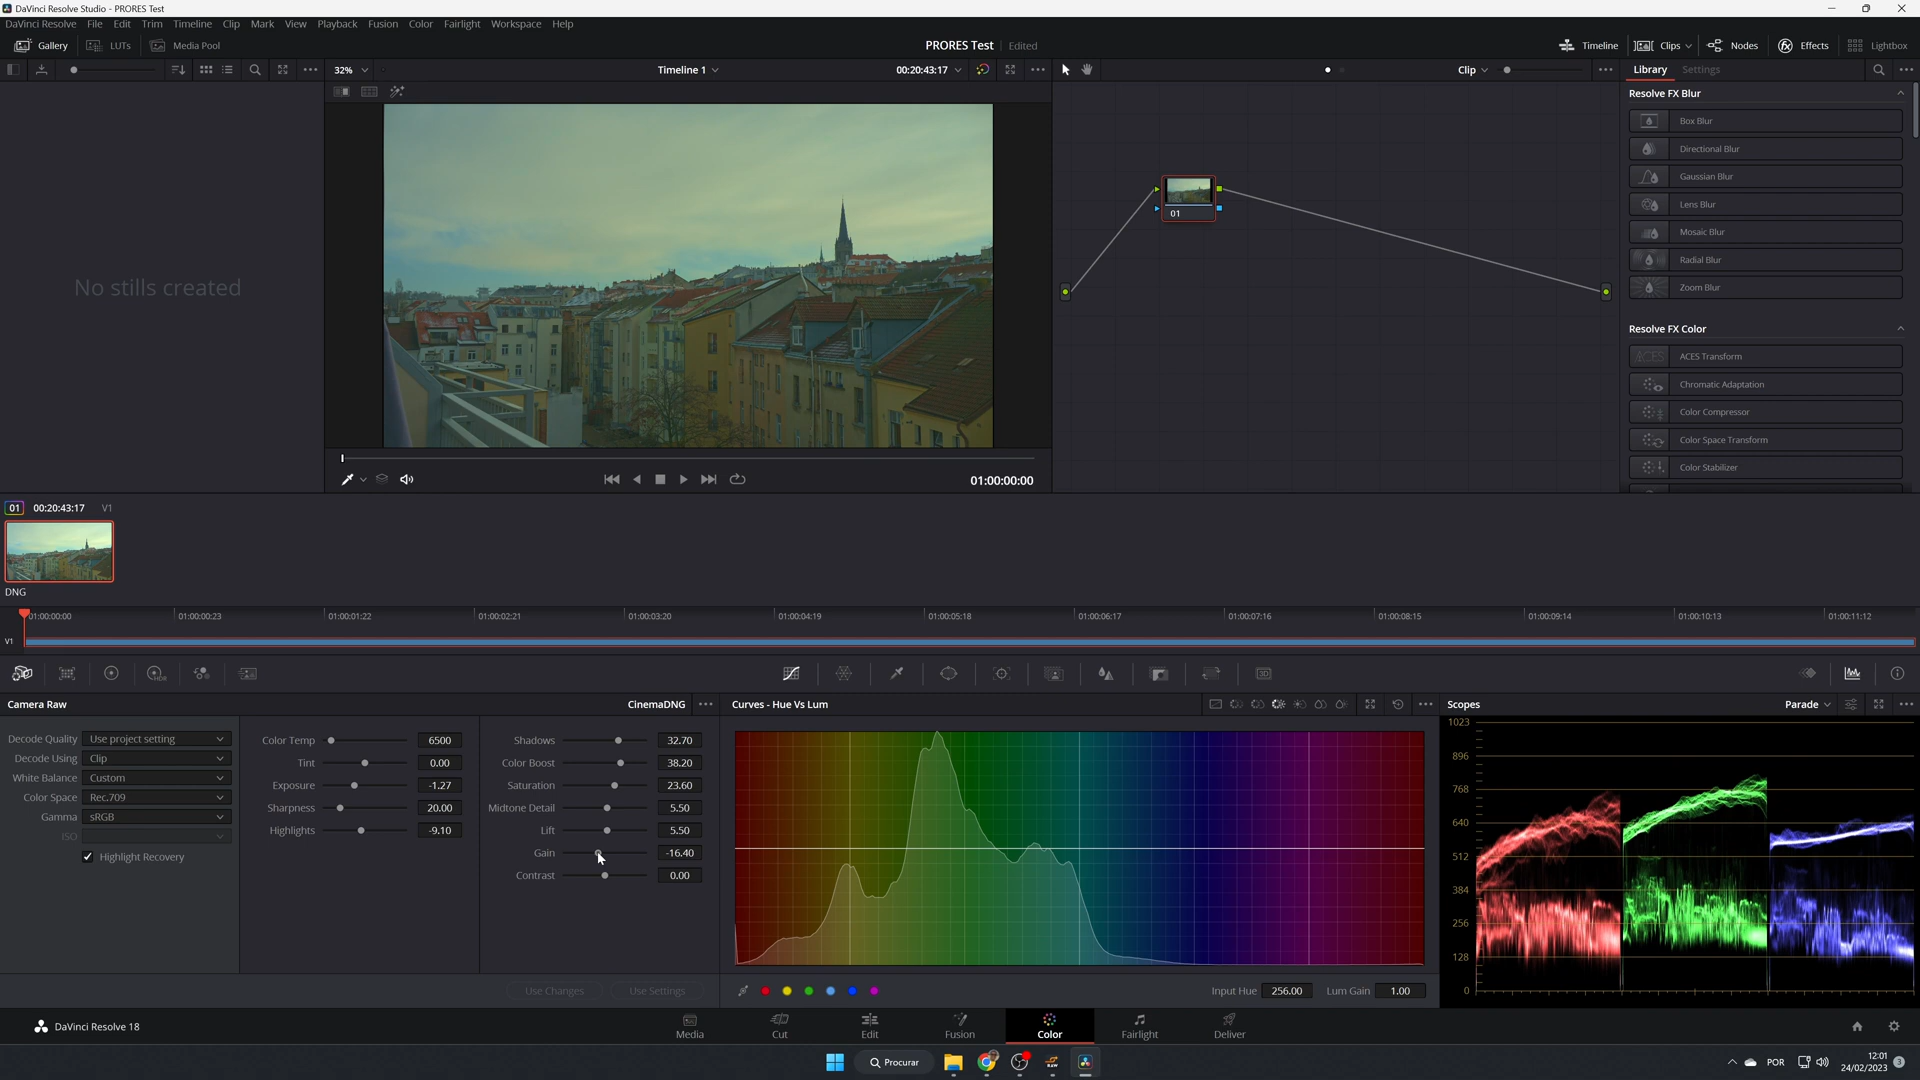 DaVinci Resolve Studio - PRORES Test
DaVinci Resolve File Edit Trim Timeline Clip Mark View Playback Fusion Color Fairlight Workspace Help
Gallery LUTs Media Pool PRORES Test Edited Timeline Clips Nodes Effects Lightbox
32% Timeline 1 00:20:43:17 Clip Library Settings
Resolve FX Blur
Box Blur
Directional Blur
Gaussian Blur
Lens Blur
Mosaic Blur
Radial Blur
Zoom Blur
Resolve FX Color
ACES ACES Transform
Chromatic Adaptation
Color Compressor
Color Space Transform
Color Stabilizer
No stills created
01
01:00:00:00
01 00:20:43:17 V1
DNG
01:00:00:00 01:00:00:23 01:00:01:22 01:00:02:21 01:00:03:20 01:00:04:19 01:00:05:18 01:00:06:17 01:00:07:16 01:00:08:15 01:00:09:14 01:00:10:13 01:00:11:12
V1
HDR 3D
Camera Raw CinemaDNG Curves - Hue Vs Lum Scopes Parade
Decode Quality Use project setting
Decode Using Clip
White Balance Custom
Color Space Rec.709
Gamma sRGB
ISO
Highlight Recovery
Color Temp 6500
Tint 0.00
Exposure -1.27
Sharpness 20.00
Highlights -9.10
Shadows 32.70
Color Boost 38.20
Saturation 23.60
Midtone Detail 5.50
Lift 5.50
Gain -16.40
Contrast 0.00
1023
896
768
640
512
384
256
128
0
Use Changes Use Settings
Input Hue 256.00 Lum Gain 1.00
DaVinci Resolve 18 Media Cut Edit Fusion Color Fairlight Deliver
Procurar RAW POR 12:01
24/02/2023 3